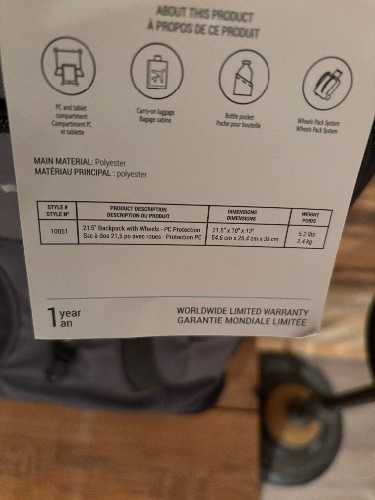 ABOUT THIS PRODUCT
À PROPOS DE CE PRODUIT
PC and tablet
compartment
Compartiment PC
et tablette
Carry-on luggage
Bagage cabine
Bottle pocket
Poche pour bouteille
Wheels Pack System
Wheels Pack System
MAIN MATERIAL: Polyester
MATÉRIAU PRINCIPAL : polyester
STYLE # PRODUCT DESCRIPTION DIMENSIONS WEIGHT
STYLE N° DESCRIPTION DU PRODUIT DIMENSIONS POIDS
10051 21.5" Backpack with Wheels - PC Protection 21.5" x 10" x 13" 5.2 lbs
Sac à dos 21,5 po avec roues - Protection PC 54.6 cm x 25.4 cm x 33 cm 2.4 kg
1 year
an
WORLDWIDE LIMITED WARRANTY
GARANTIE MONDIALE LIMITÉE